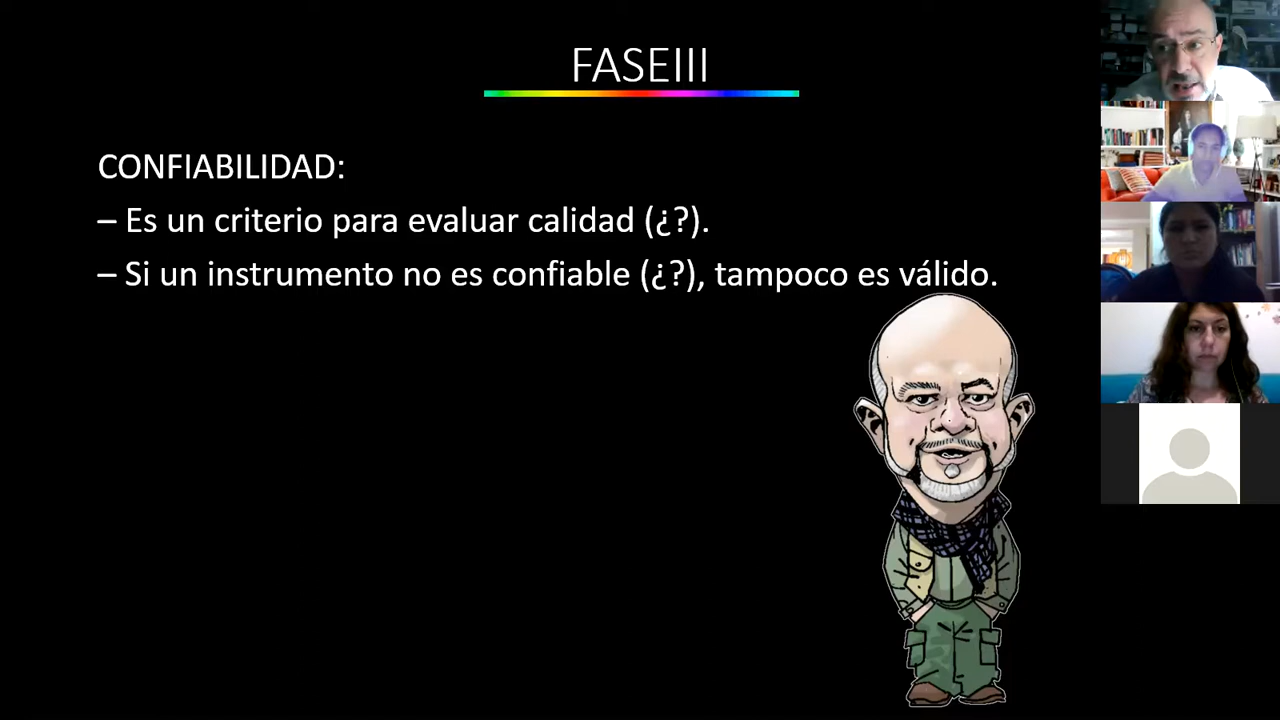 FASEIII
CONFIABILIDAD:
– Es un criterio para evaluar calidad (¿?).
– Si un instrumento no es confiable (¿?), tampoco es válido.